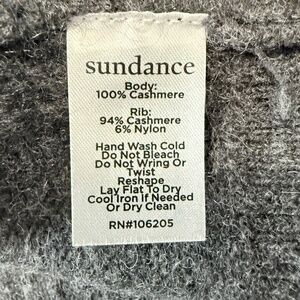 sundance
Body:
100% Cashmere
Rib:
94% Cashmere
6% Nylon
Hand Wash Cold
Do Not Bleach
Do Not Wring Or
Twist
Reshape
Lay Flat To Dry
Cool Iron If Needed
Or Dry Clean
RN#106205